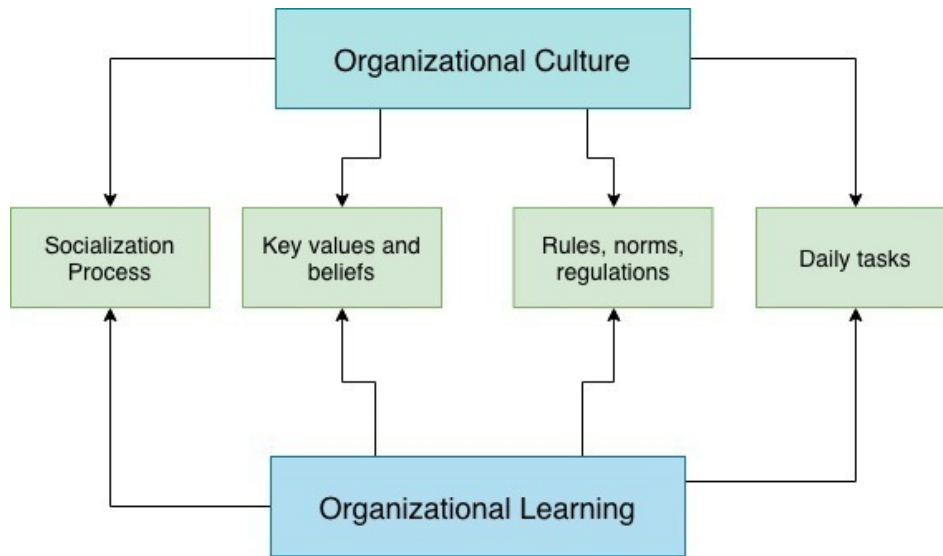 Organizational Culture
Socialization
Process
Key values and
beliefs
Rules, norms,
regulations
Daily tasks
Organizational Learning